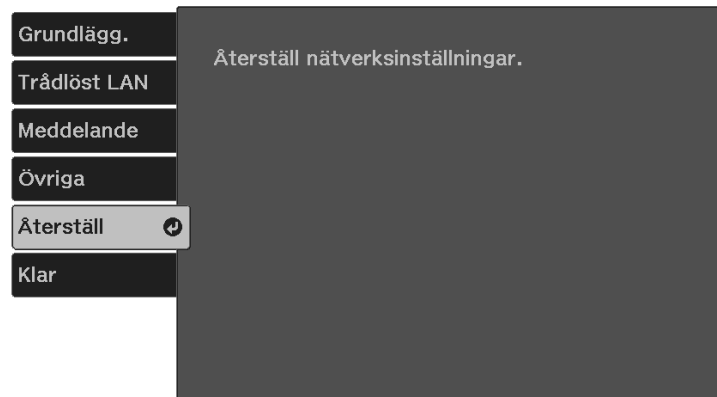 Grundlägg.
Trådlöst LAN
Meddelande
Övriga
Återställ
Klar
Återställ nätverksinställningar.